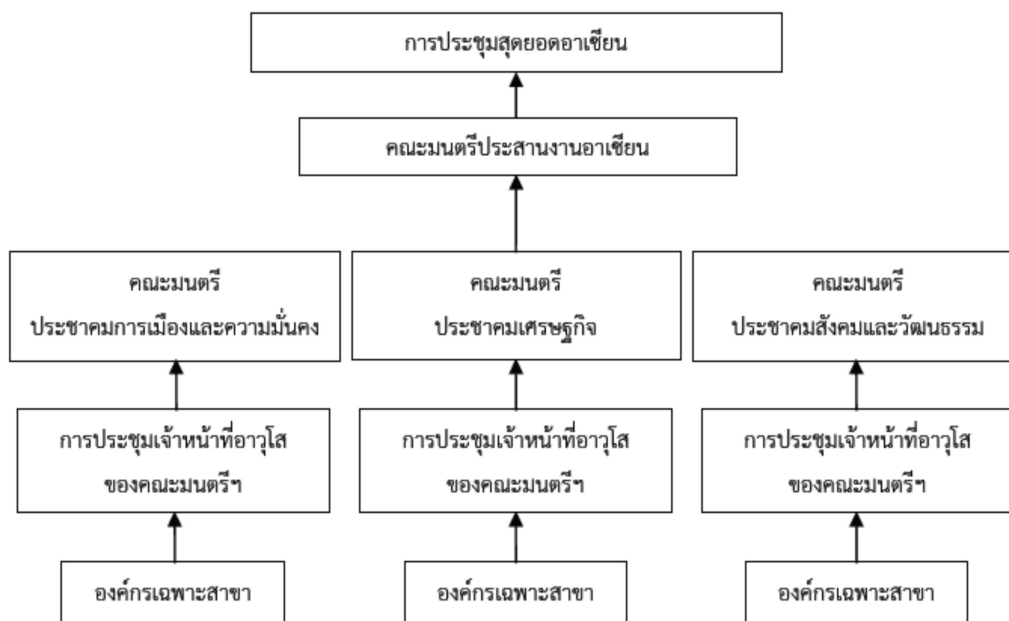 การประชุมสุดยอดอาเซียน
คณะมนตรีประสานงานอาเซียน
คณะมนตรี
ประชาคมการเมืองและความมั่นคง
คณะมนตรี
ประชาคมเศรษฐกิจ
คณะมนตรี
ประชาคมสังคมและวัฒนธรรม
การประชุมเจ้าหน้าที่อาวุโส
ของคณะมนตรีฯ
การประชุมเจ้าหน้าที่อาวุโส
ของคณะมนตรีฯ
การประชุมเจ้าหน้าที่อาวุโส
ของคณะมนตรีฯ
องค์กรเฉพาะสาขา
องค์กรเฉพาะสาขา
องค์กรเฉพาะสาขา